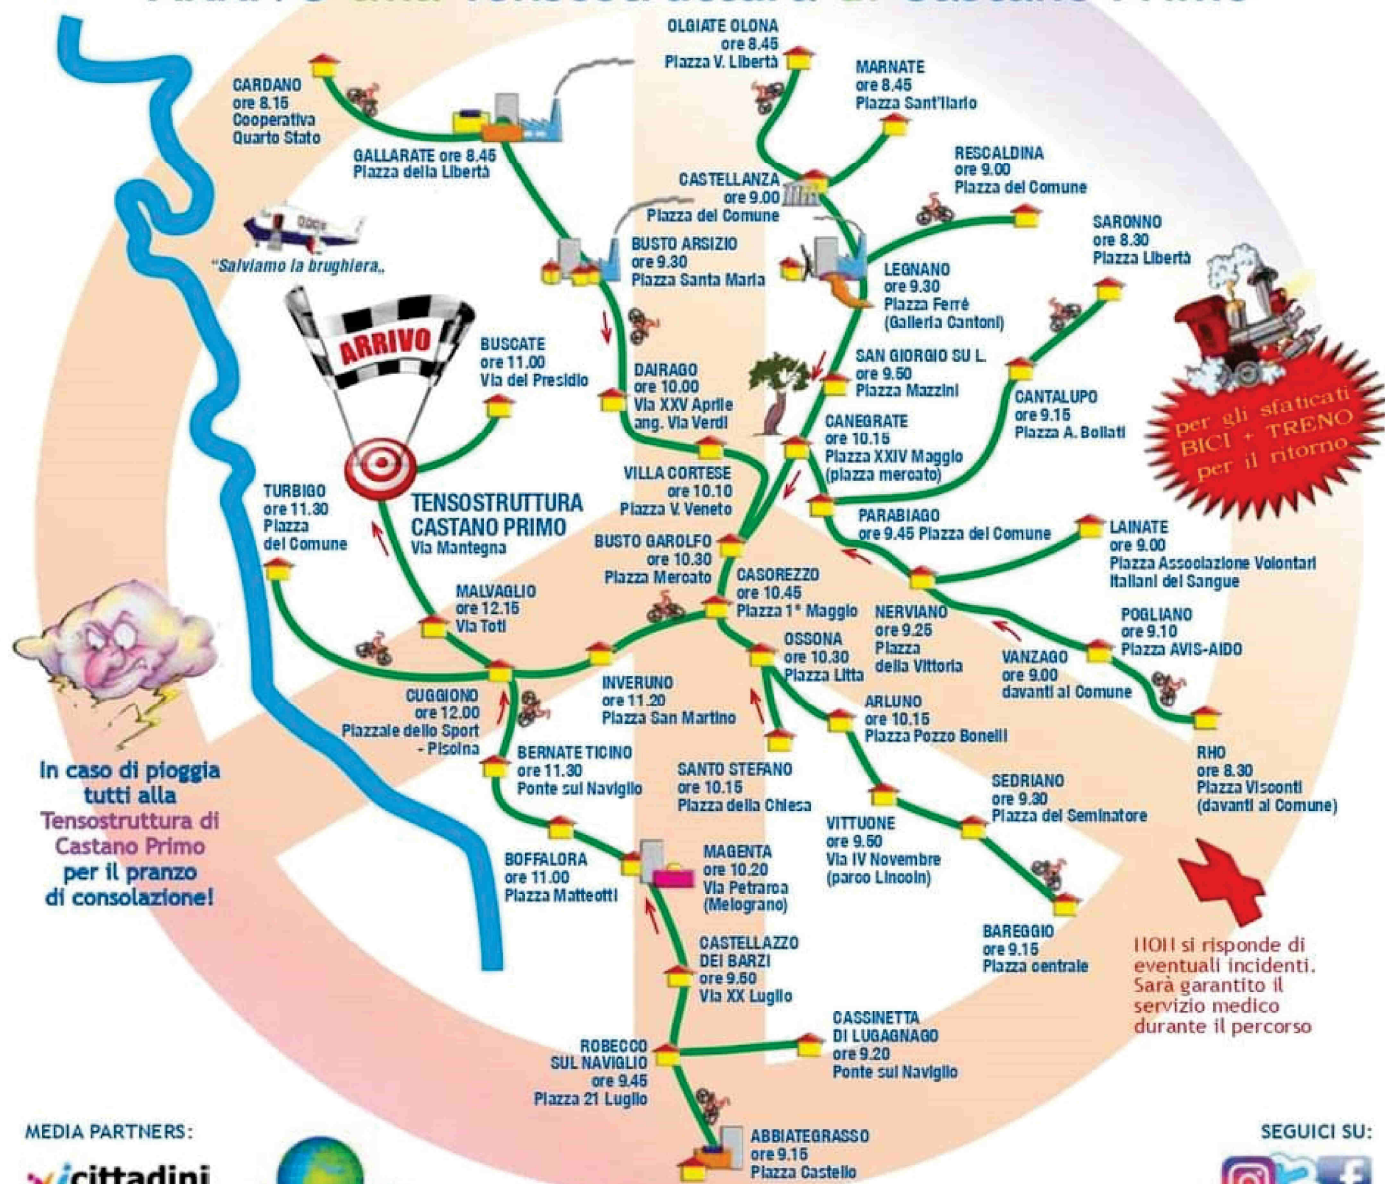 CARDANO
ore 8.15
Cooperativa
Quarto Stato
GALLARATE ore 8.45
Piazza della Libertà
OLGIATE OLONA
ore 8.45
Piazza V. Libertà
MARNATE
ore 8.45
Piazza Sant'Ilario
RESCALDINA
ore 9.00
Piazza del Comune
CASTELLANZA
ore 9.00
Piazza del Comune
SARONNO
ore 8.30
Piazza Libertà
"Salviamo la brughiera„
BUSTO ARSIZIO
ore 9.30
Piazza Santa Maria
LEGNANO
ore 9.30
Piazza Ferrè
(Galleria Cantoni)
ARRIVO
BUSCATE
ore 11.00
Via del Presidio
DAIRAGO
ore 10.00
Via XXV Aprile
ang. Via Verdi
SAN GIORGIO SU L.
ore 9.50
Piazza Mazzini
CANTALUPO
ore 9.15
Piazza A. Bollati
per gli sfaticati
BICI + TRENO
per il ritorno
CANEGRATE
ore 10.15
Piazza XXIV Maggio
(piazza mercato)
VILLA CORTESE
ore 10.10
Piazza V. Veneto
TURBIGO
ore 11.30
Piazza
del Comune
TENSOSTRUTTURA
CASTANO PRIMO
Via Mantegna
PARABIAGO
ore 9.45 Piazza del Comune
LAINATE
ore 9.00
Piazza Associazione Volontari
Italiani del Sangue
BUSTO GAROLFO
ore 10.30
Piazza Mercato
CASOREZZO
ore 10.45
Piazza 1° Maggio
MALVAGLIO
ore 12.15
Via Toti
NERVIANO
ore 9.25
Piazza
della Vittoria
POGLIANO
ore 9.10
Piazza AVIS-AIDO
OSSONA
ore 10.30
Piazza Litta
VANZAGO
ore 9.00
davanti al Comune
CUGGIONO
ore 12.00
Piazzale dello Sport
- Piscina
INVERUNO
ore 11.20
Piazza San Martino
ARLUNO
ore 10.15
Piazza Pozzo Bonelli
BERNATE TICINO
ore 11.30
Ponte sul Naviglio
SANTO STEFANO
ore 10.15
Piazza della Chiesa
RHO
ore 8.30
Piazza Visconti
(davanti al Comune)
SEDRIANO
ore 9.30
Piazza del Seminatore
In caso di pioggia
tutti alla
Tensostruttura di
Castano Primo
per il pranzo
di consolazione!
VITTUONE
ore 9.50
Via IV Novembre
(parco Lincoln)
BOFFALORA
ore 11.00
Piazza Matteotti
MAGENTA
ore 10.20
Via Petrarca
(Melograno)
BAREGGIO
ore 9.15
Piazza centrale
NON si risponde di
eventuali incidenti.
Sarà garantito il
servizio medico
durante il percorso
CASTELLAZZO
DEI BARZI
ore 9.50
Via XX Luglio
CASSINETTA
DI LUGAGNAGO
ore 9.20
Ponte sul Naviglio
ROBECCO
SUL NAVIGLIO
ore 9.45
Piazza 21 Luglio
ABBIATEGRASSO
ore 9.15
Piazza Castello
MEDIA PARTNERS:
SEGUICI SU:
cittadini